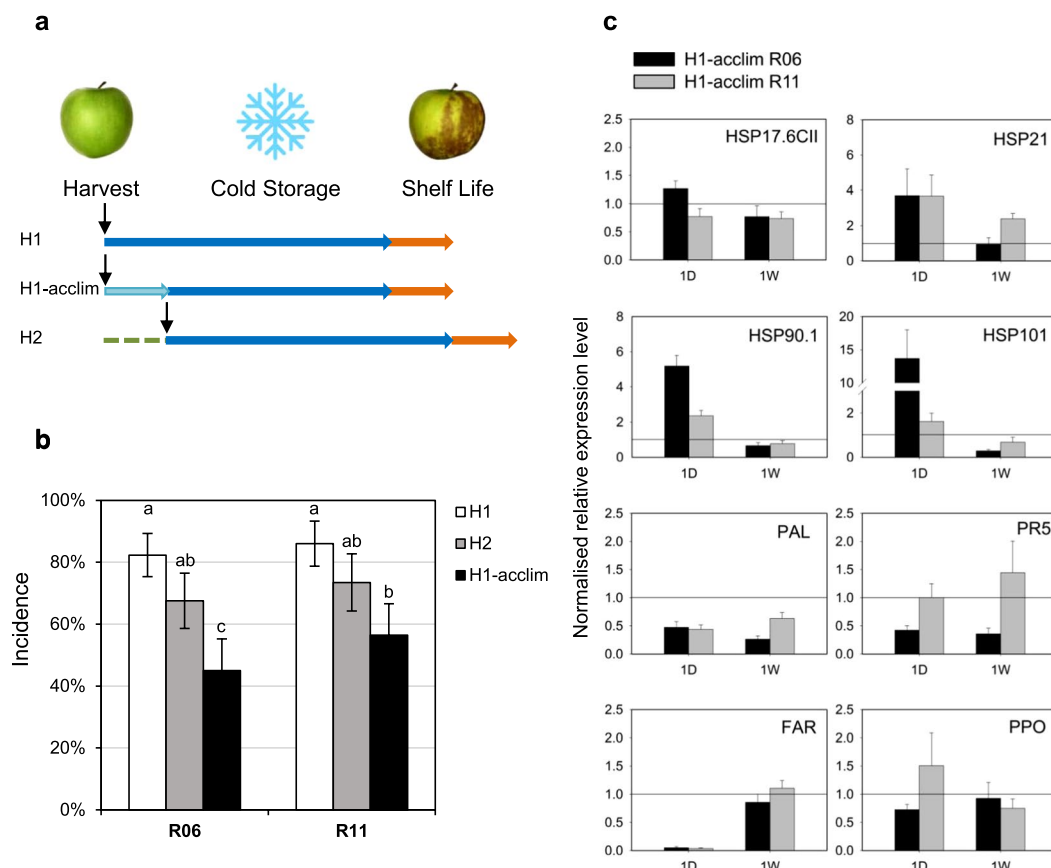 a
Harvest
Cold Storage
Shelf Life
H1
H1-acclim
H2
b
100%
80%
60%
40%
20%
0%
Incidence
a
ab
c
a
ab
b
R06
R11
H1
H2
H1-acclim
c
H1-acclim R06
H1-acclim R11
Normalised relative expression level
HSP17.6CII
2.5
2.0
1.5
1.0
0.5
0.0
1D
1W
HSP21
8
6
4
2
0
1D
1W
HSP90.1
8
6
4
2
0
1D
1W
HSP101
20
15
10
2
0
1D
1W
PAL
2.5
2.0
1.5
1.0
0.5
0.0
1D
1W
PR5
2.5
2.0
1.5
1.0
0.5
0.0
1D
1W
FAR
2.5
2.0
1.5
1.0
0.5
0.0
1D
1W
PPO
2.5
2.0
1.5
1.0
0.5
0.0
1D
1W